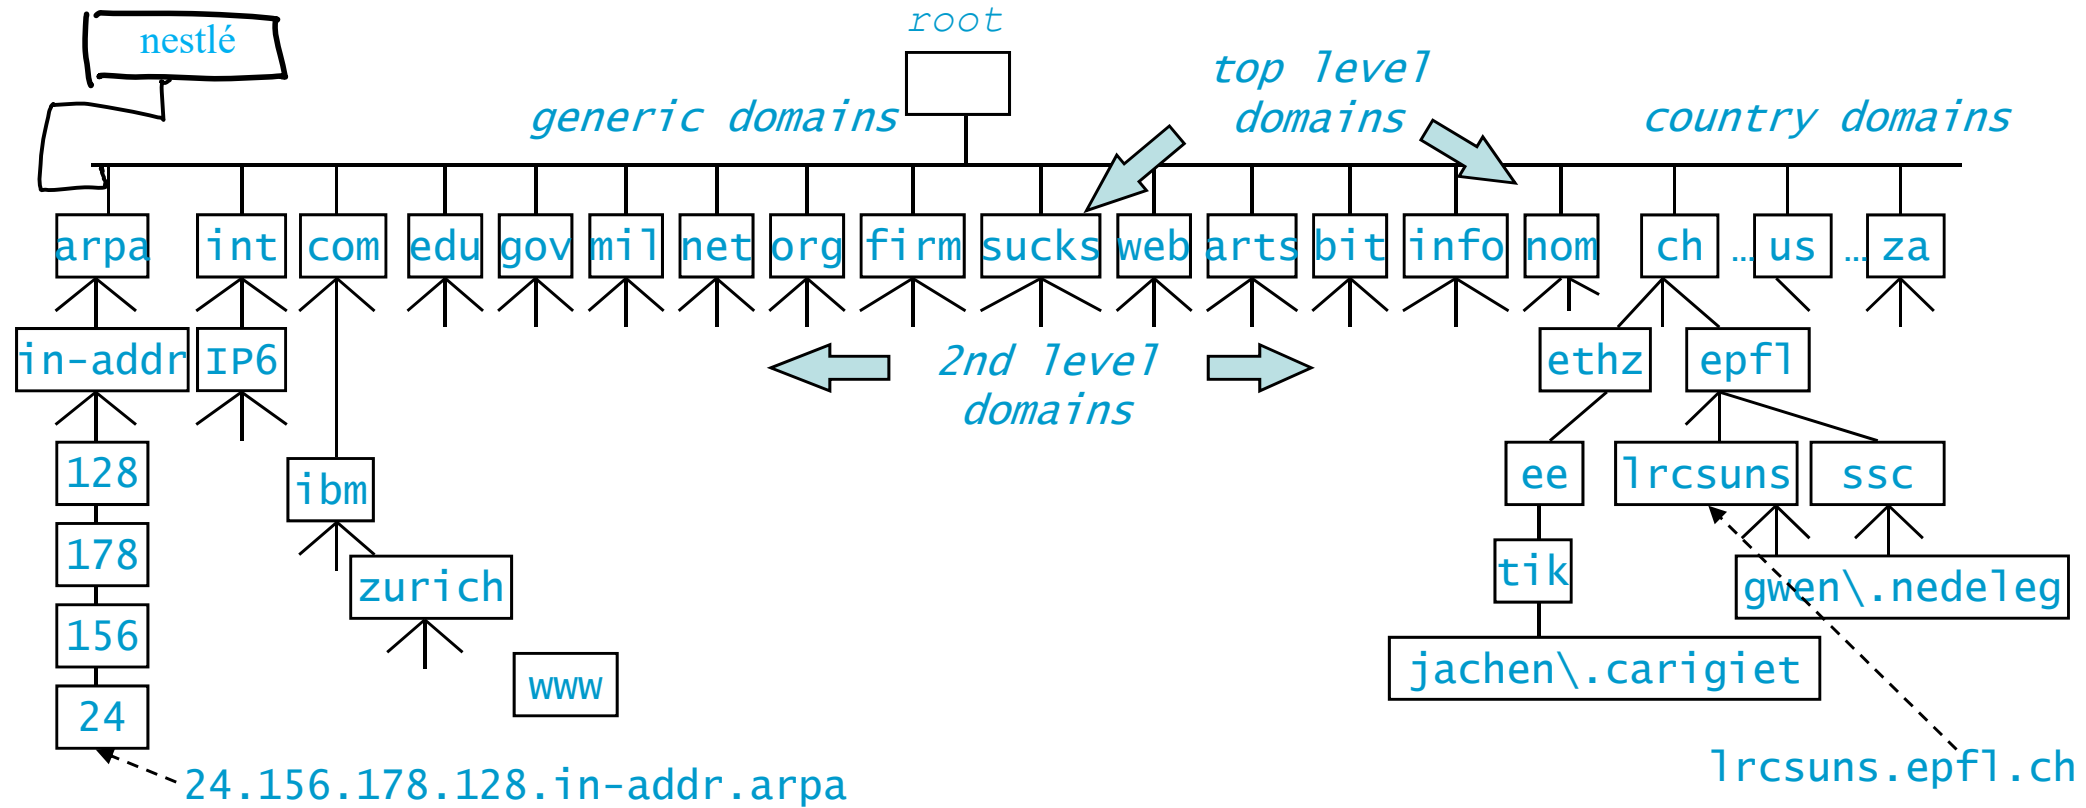 root
nestlé
generic domains
top level
domains
country domains
arpa
int
com
edu
gov
mil
net
org
firm
sucks
web
arts
bit
info
nom
ch
...
us
...
za
in-addr
IP6
2nd level
domains
ethz
epfl
128
ibm
ee
lrcsuns
ssc
178
zurich
tik
gwen\.nedeleg
156
www
jachen\.carigiet
24
24.156.178.128.in-addr.arpa
lrcsuns.epfl.ch